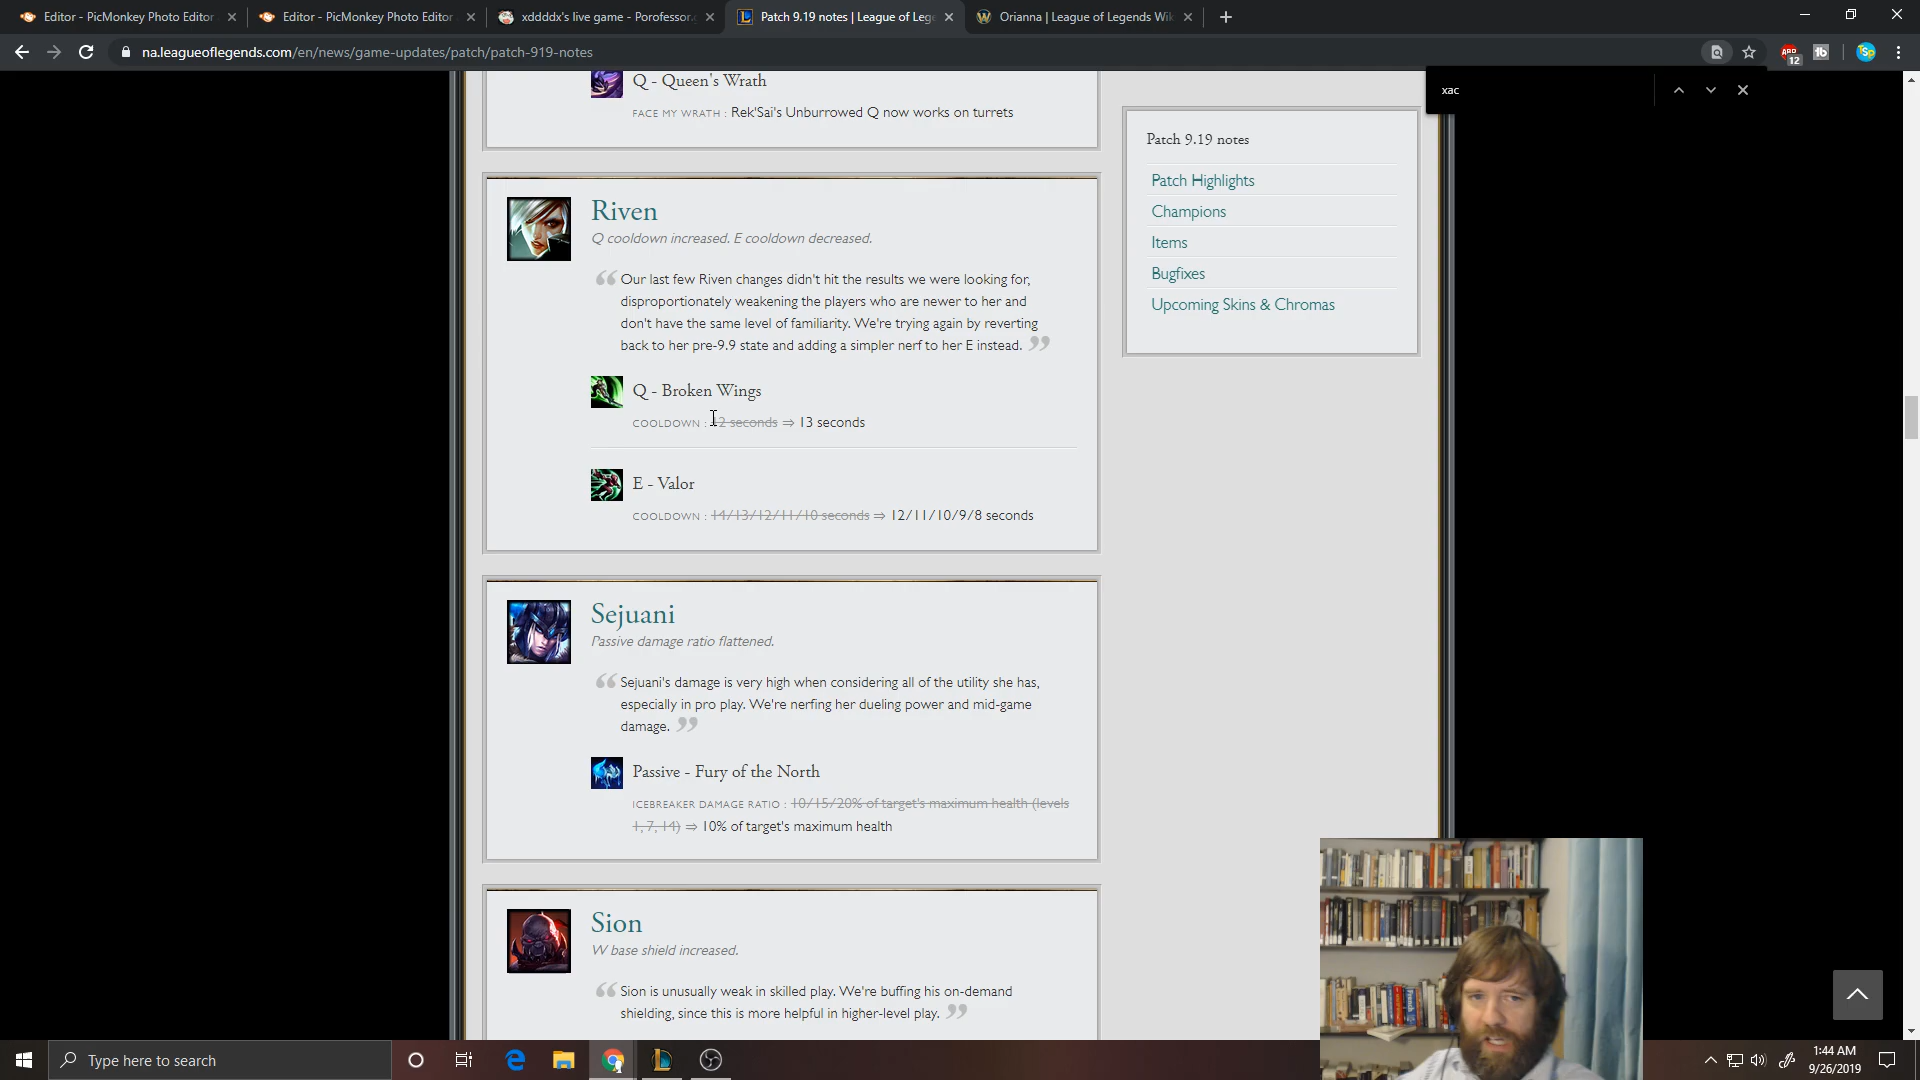 Editor - PicMonkey Photo Editor
Editor - PicMonkey Photo Editor
xddddx's live game - Porofessor.g
Patch 9.19 notes | League of Leg
Orianna | League of Legends Wik
na.leagueoflegends.com/en/news/game-updates/patch/patch-919-notes
12
xac
Q - Queen's Wrath
FACE MY WRATH : Rek'Sai's Unburrowed Q now works on turrets
Patch 9.19 notes
Patch Highlights
Champions
Items
Bugfixes
Upcoming Skins & Chromas
Riven
Q cooldown increased. E cooldown decreased.
Our last few Riven changes didn't hit the results we were looking for,
disproportionately weakening the players who are newer to her and
don't have the same level of familiarity. We're trying again by reverting
back to her pre-9.9 state and adding a simpler nerf to her E instead.
Q - Broken Wings
COOLDOWN : 12 seconds ⇒ 13 seconds
E - Valor
COOLDOWN : 14/13/12/11/10 seconds ⇒ 12/11/10/9/8 seconds
Sejuani
Passive damage ratio flattened.
Sejuani's damage is very high when considering all of the utility she has,
especially in pro play. We're nerfing her dueling power and mid-game
damage.
Passive - Fury of the North
ICEBREAKER DAMAGE RATIO : 10/15/20% of target's maximum health (levels
1, 7, 14) ⇒ 10% of target's maximum health
Sion
W base shield increased.
Sion is unusually weak in skilled play. We're buffing his on-demand
shielding, since this is more helpful in higher-level play.
Type here to search
1:44 AM
9/26/2019